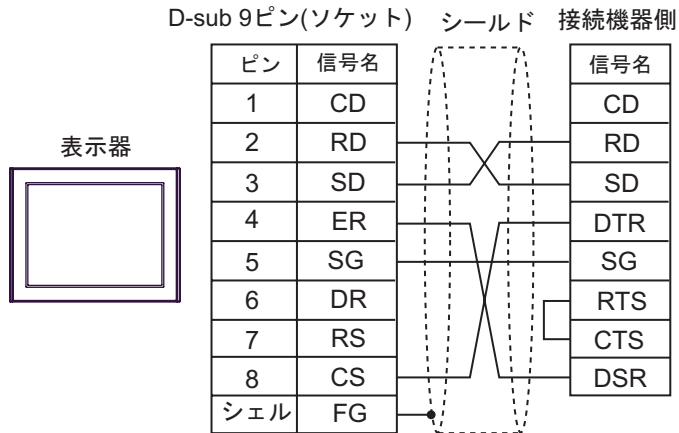 D-sub 9ピン(ソケット) シールド 接続機器側
ピン 信号名 信号名
1 CD CD
表示器
2 RD RD
3 SD SD
4 ER DTR
5 SG SG
6 DR RTS
7 RS CTS
8 CS DSR
シェル FG